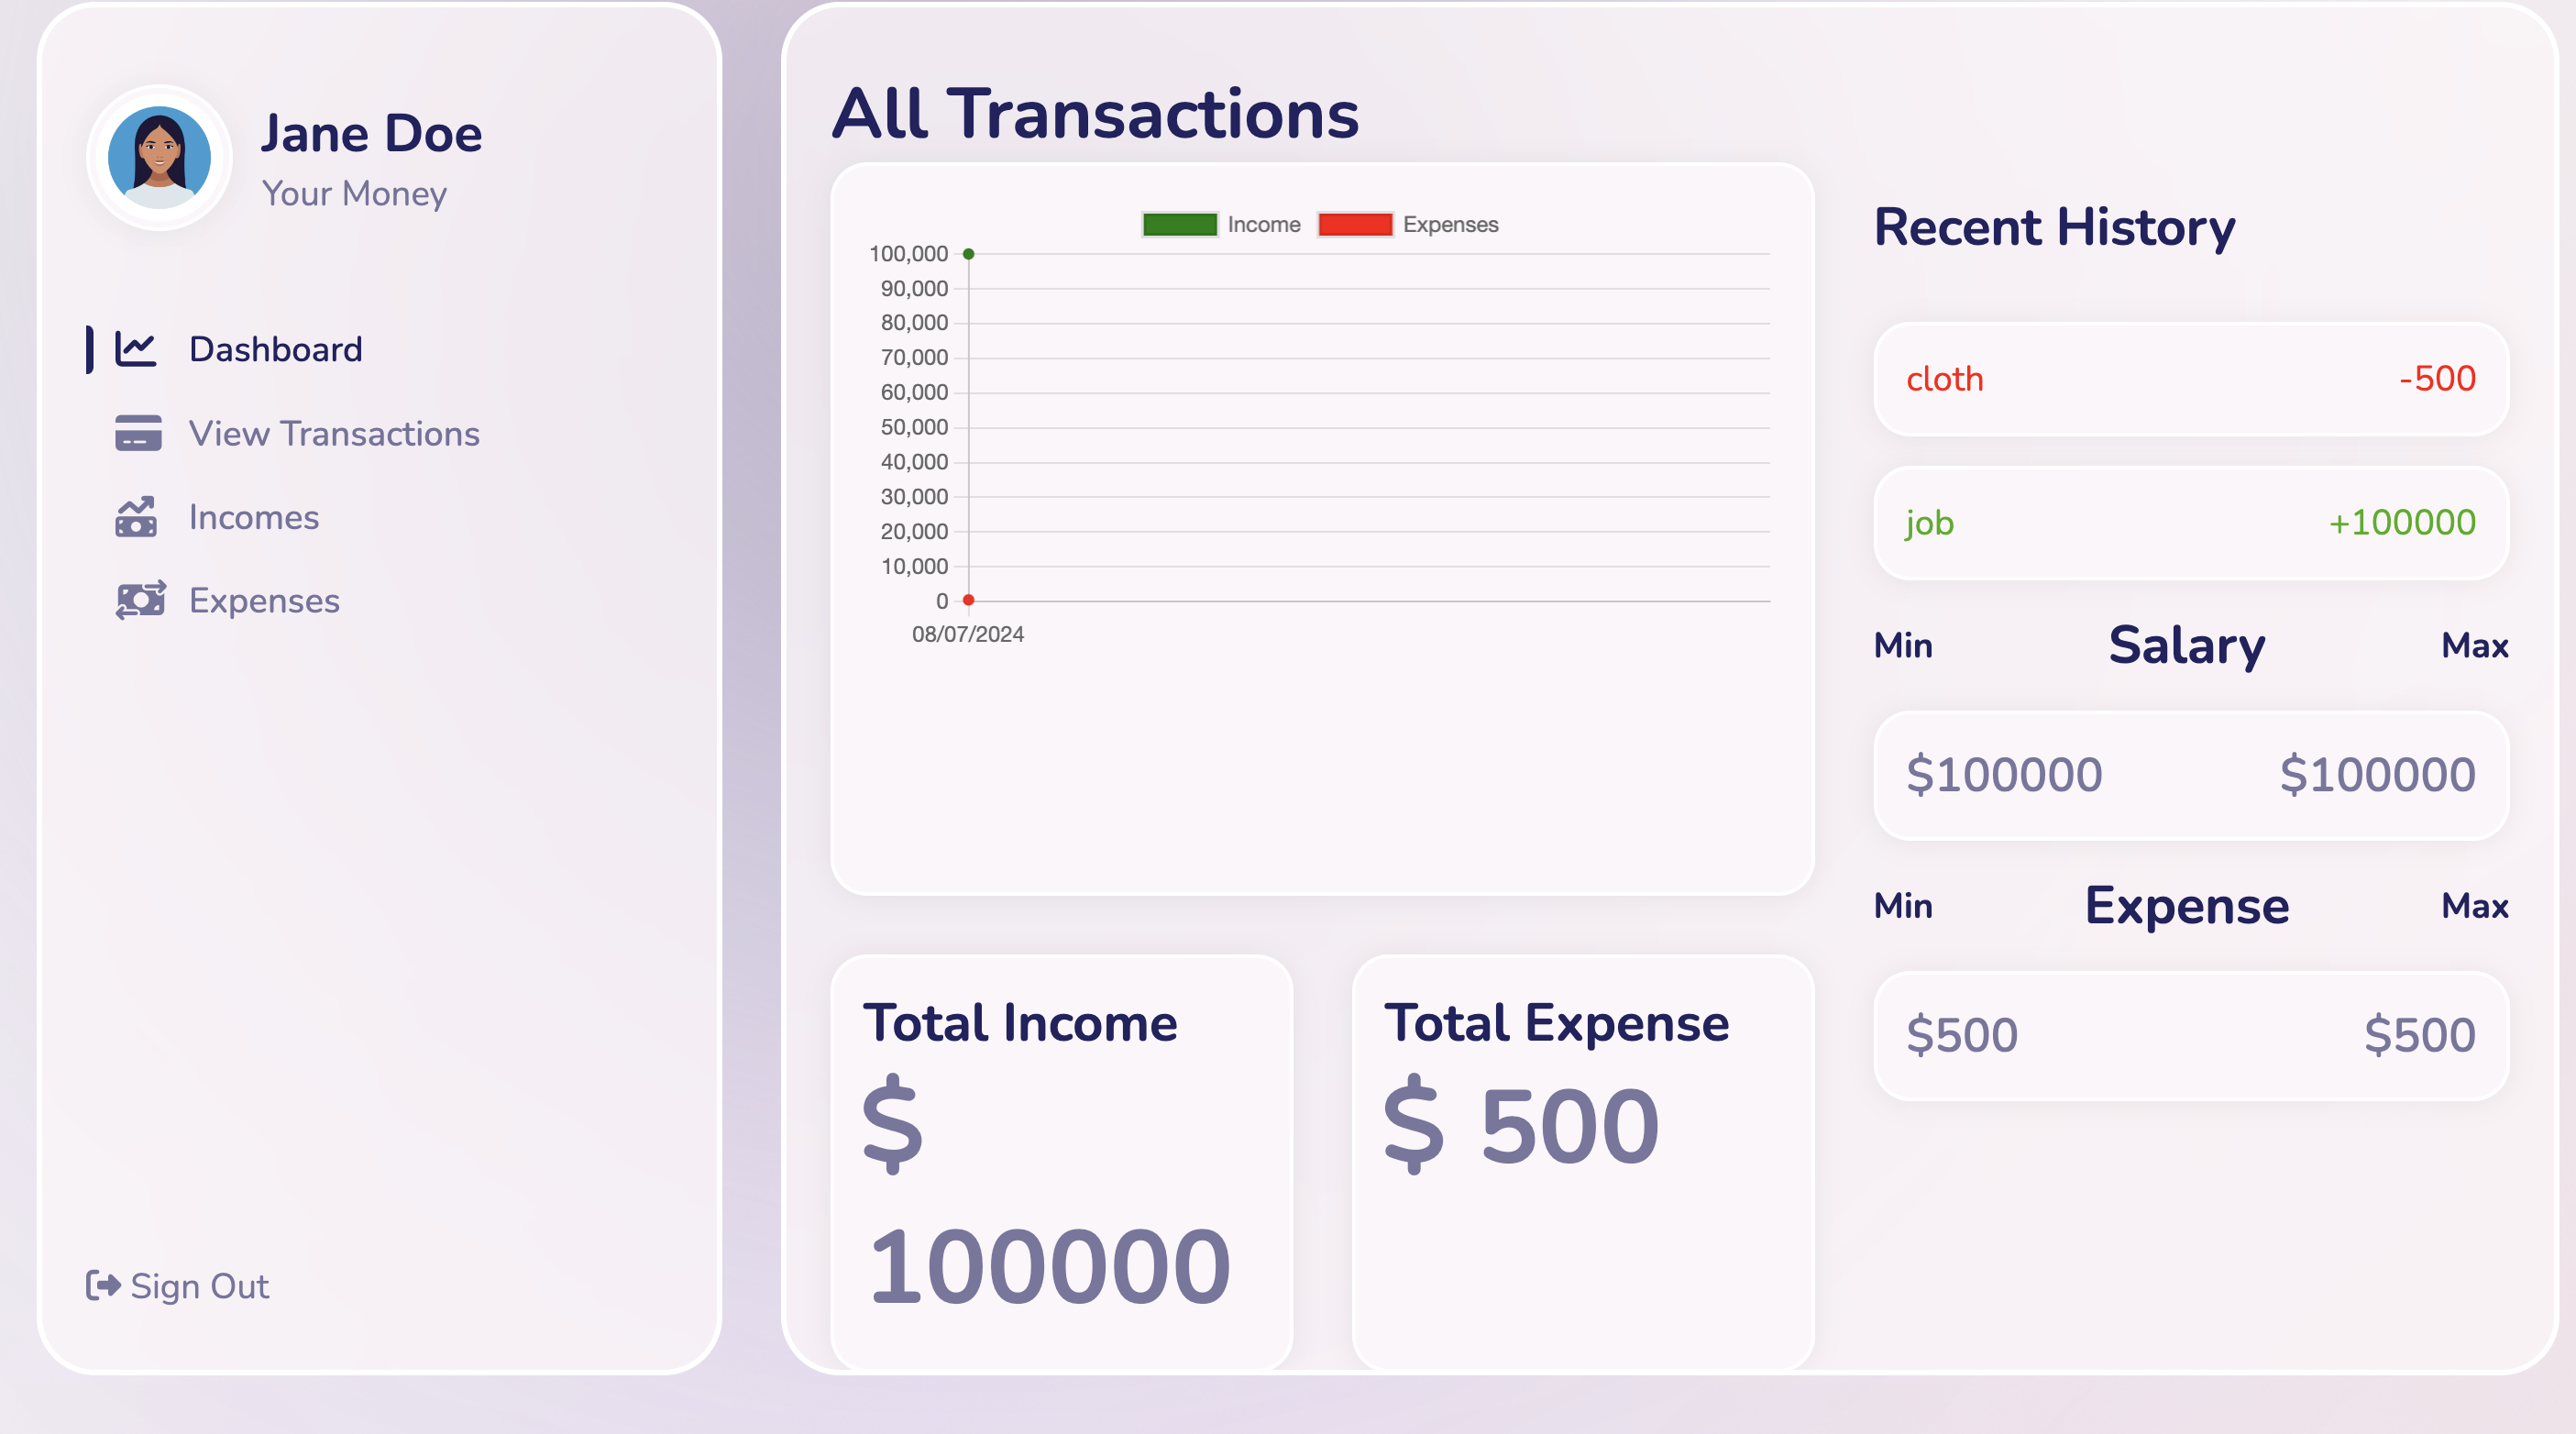 Jane Doe
Your Money
Dashboard
View Transactions
Incomes
Expenses
Sign Out
All Transactions
Income Expenses
100,000
90,000
80,000
70,000
60,000
50,000
40,000
30,000
20,000
10,000
0
08/07/2024
Total Income
$
100000
Total Expense
$ 500
Recent History
cloth -500
job +100000
Min Salary Max
$100000 $100000
Min Expense Max
$500 $500